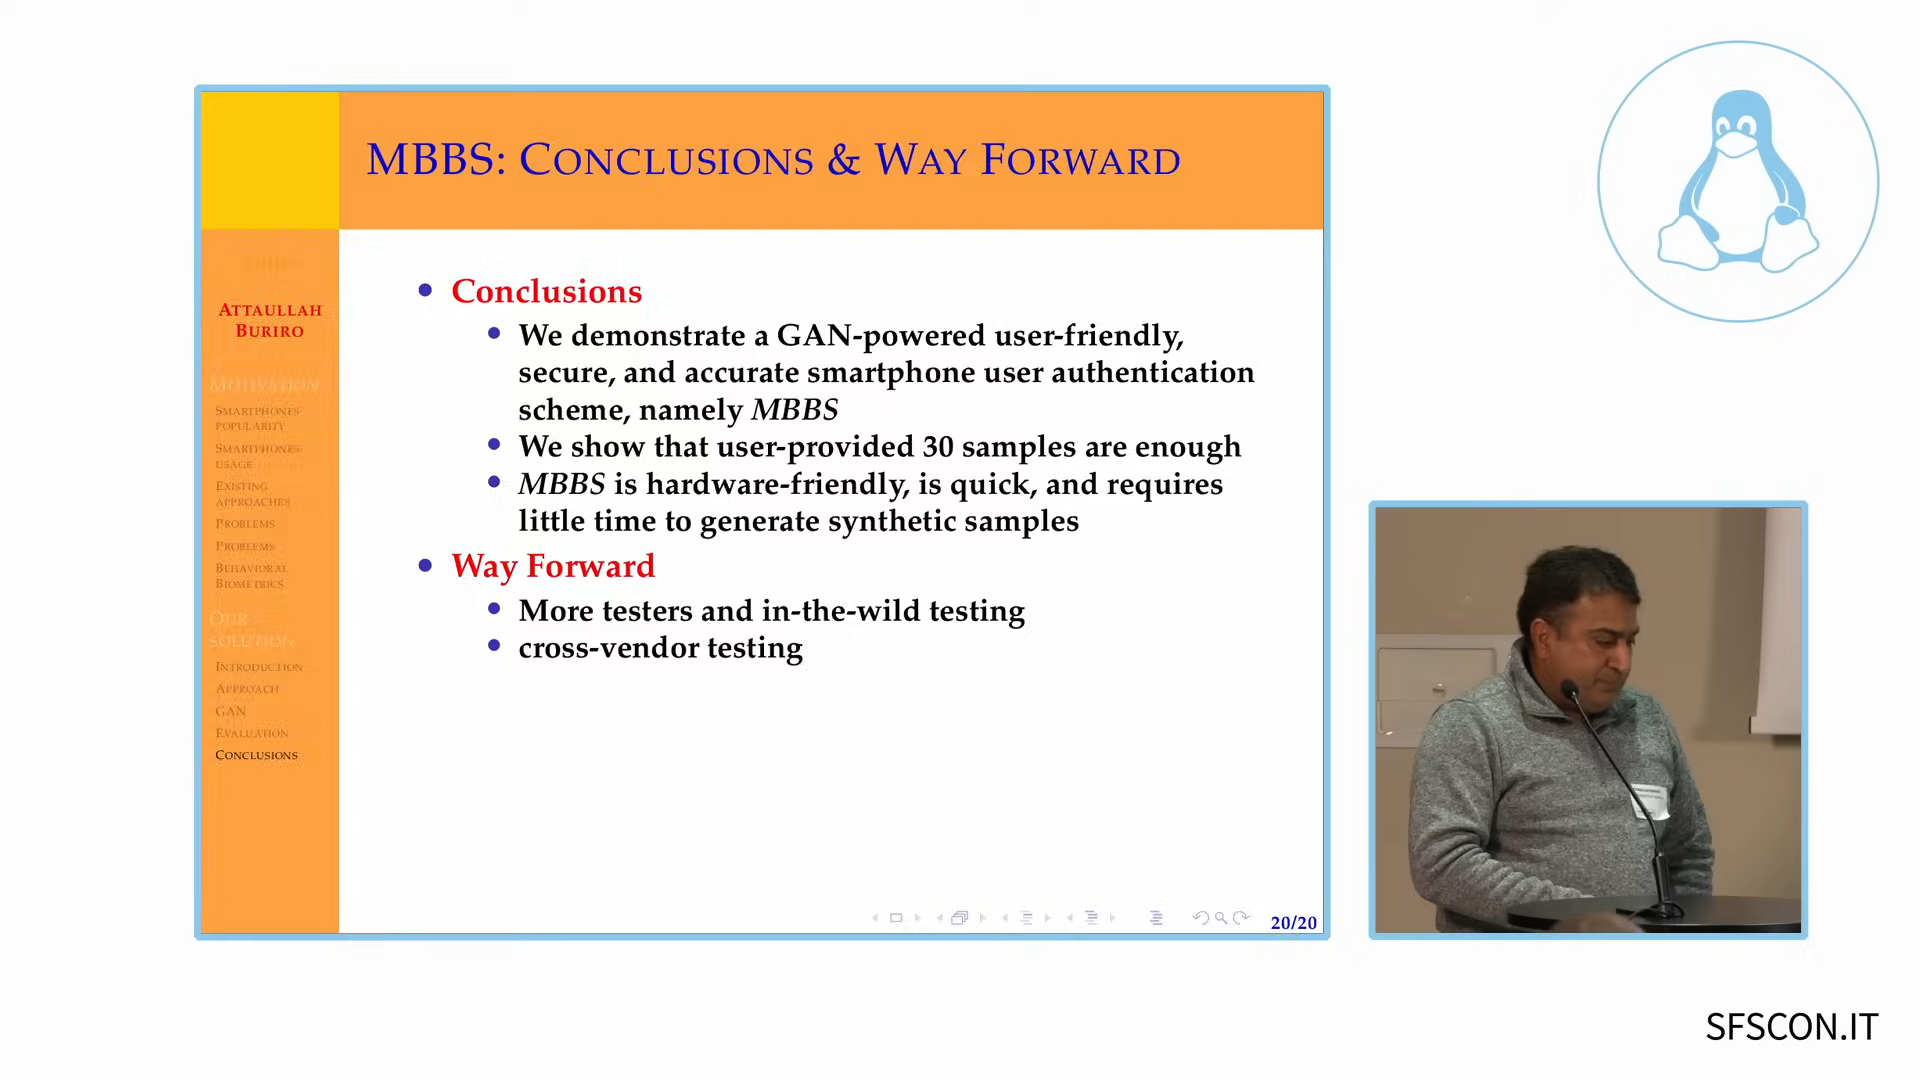 MBBS: CONCLUSIONS & WAY FORWARD
ATTAULLAH
BURIRO
MOTIVATION
SMARTPHONES
POPULARITY
SMARTPHONES
USAGE
EXISTING
APPROACHES
PROBLEMS
PROBLEMS
BEHAVIORAL
BIOMETRICS
OUR
SOLUTION
INTRODUCTION
APPROACH
GAN
EVALUATION
CONCLUSIONS
• Conclusions
• We demonstrate a GAN-powered user-friendly,
secure, and accurate smartphone user authentication
scheme, namely MBBS
• We show that user-provided 30 samples are enough
• MBBS is hardware-friendly, is quick, and requires
little time to generate synthetic samples
• Way Forward
• More testers and in-the-wild testing
• cross-vendor testing
20/20
SFSCON.IT